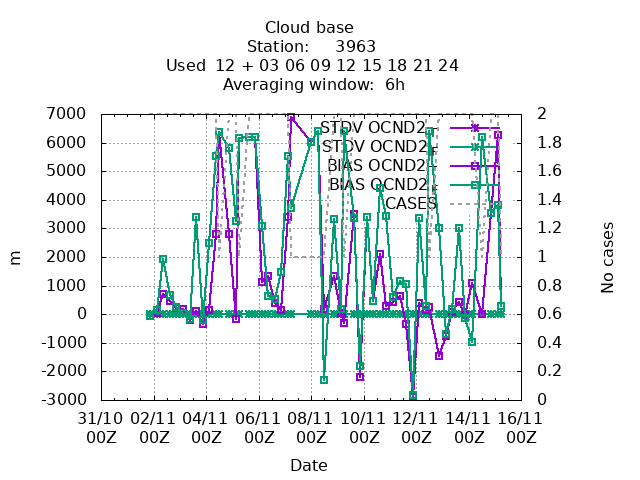 Cloud base
Station: 3963
Used 12 + 03 06 09 12 15 18 21 24
Averaging window: 6h
7000
6000
5000
4000
3000
2000
1000
0
-1000
-2000
-3000
m
STDV OCND2+
STDV OCND2-
BIAS OCND2+
BIAS OCND2-
CASES
2
1.8
1.6
1.4
1.2
1
0.8
0.6
0.4
0.2
0
No cases
31/10 02/11 04/11 06/11 08/11 10/11 12/11 14/11 16/11
00Z 00Z 00Z 00Z 00Z 00Z 00Z 00Z 00Z
Date